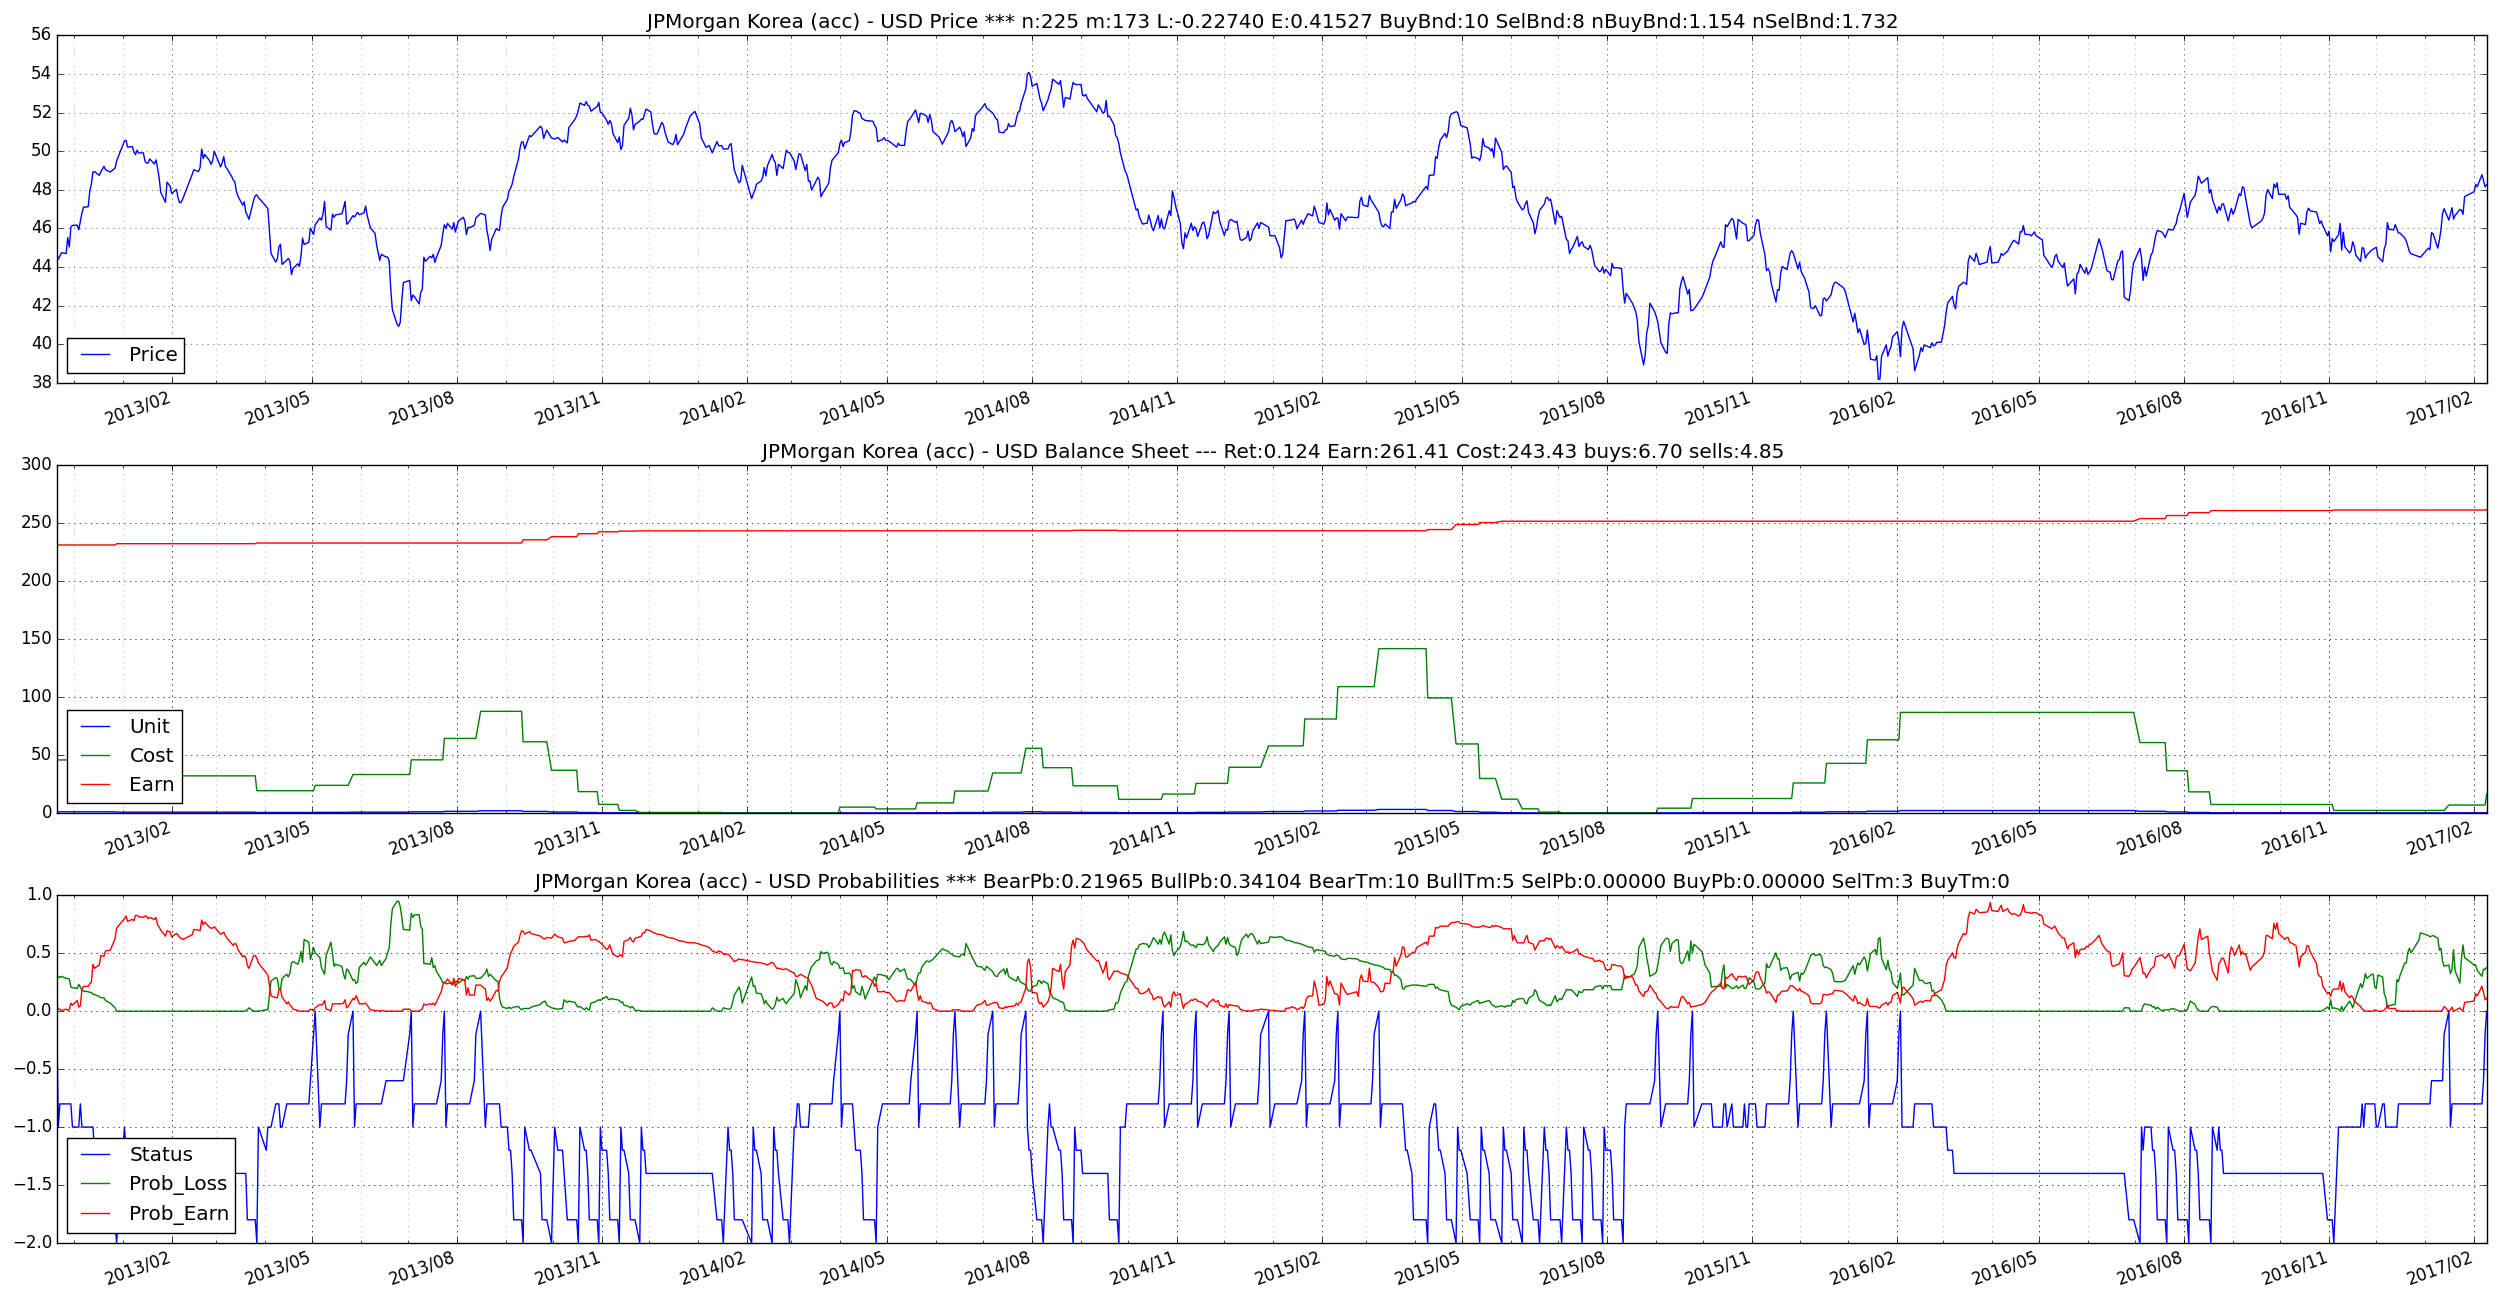 JPMorgan Korea (acc) - USD Price *** n:225 m:173 L:-0.22740 E:0.41527 BuyBnd:10 SelBnd:8 nBuyBnd:1.154 nSelBnd:1.732
56
54
52
50
48
46
44
42
40
38
Price
2013/02 2013/05 2013/08 2013/11 2014/02 2014/05 2014/08 2014/11 2015/02 2015/05 2015/08 2015/11 2016/02 2016/05 2016/08 2016/11 2017/02
JPMorgan Korea (acc) - USD Balance Sheet --- Ret:0.124 Earn:261.41 Cost:243.43 buys:6.70 sells:4.85
300
250
200
150
100
50
0
Unit
Cost
Earn
2013/02 2013/05 2013/08 2013/11 2014/02 2014/05 2014/08 2014/11 2015/02 2015/05 2015/08 2015/11 2016/02 2016/05 2016/08 2016/11 2017/02
JPMorgan Korea (acc) - USD Probabilities *** BearPb:0.21965 BullPb:0.34104 BearTm:10 BullTm:5 SelPb:0.00000 BuyPb:0.00000 SelTm:3 BuyTm:0
1.0
0.5
0.0
−0.5
−1.0
−1.5
−2.0
Status
Prob_Loss
Prob_Earn
2013/02 2013/05 2013/08 2013/11 2014/02 2014/05 2014/08 2014/11 2015/02 2015/05 2015/08 2015/11 2016/02 2016/05 2016/08 2016/11 2017/02